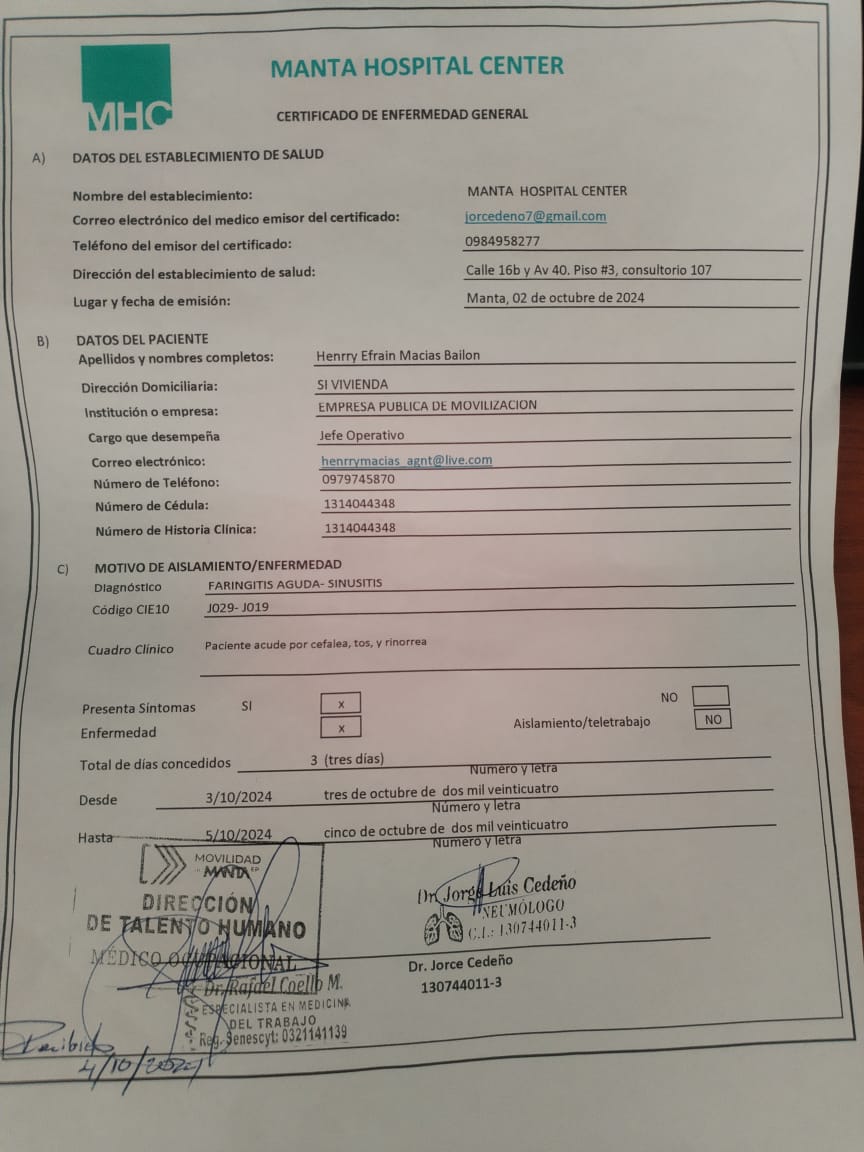 MHC
MANTA HOSPITAL CENTER
CERTIFICADO DE ENFERMEDAD GENERAL
A) DATOS DEL ESTABLECIMIENTO DE SALUD
Nombre del establecimiento: MANTA HOSPITAL CENTER
Correo electrónico del medico emisor del certificado: jorcedeno7@gmail.com
Teléfono del emisor del certificado: 0984958277
Dirección del establecimiento de salud: Calle 16b y Av 40. Piso #3, consultorio 107
Lugar y fecha de emisión: Manta, 02 de octubre de 2024
B) DATOS DEL PACIENTE
Apellidos y nombres completos: Henrry Efrain Macias Bailon
Dirección Domiciliaria: SI VIVIENDA
Institución o empresa: EMPRESA PUBLICA DE MOVILIZACION
Cargo que desempeña Jefe Operativo
Correo electrónico: henrrymacias_agnt@live.com
Número de Teléfono: 0979745870
Número de Cédula: 1314044348
Número de Historia Clínica: 1314044348
C) MOTIVO DE AISLAMIENTO/ENFERMEDAD
Diagnóstico FARINGITIS AGUDA- SINUSITIS
Código CIE10 J029- J019
Cuadro Clínico Paciente acude por cefalea, tos, y rinorrea
Presenta Síntomas SI x NO
Enfermedad x Aislamiento/teletrabajo NO
Total de días concedidos 3 (tres días)
Número y letra
Desde 3/10/2024 tres de octubre de dos mil veinticuatro
Número y letra
Hasta 5/10/2024 cinco de octubre de dos mil veinticuatro
Número y letra
MOVILIDAD
MANTA EP
DIRECCIÓN
DE TALENTO HUMANO
MÉDICO OCUPACIONAL
Dr. Rafael Coello M.
ESPECIALISTA EN MEDICINA
DEL TRABAJO
Reg. Senescyt: 0321141139
Dr. Jorge Luis Cedeño
NEUMÓLOGO
C.I.: 130744011-3
Dr. Jorce Cedeño
130744011-3
Recibido
4/10/2024